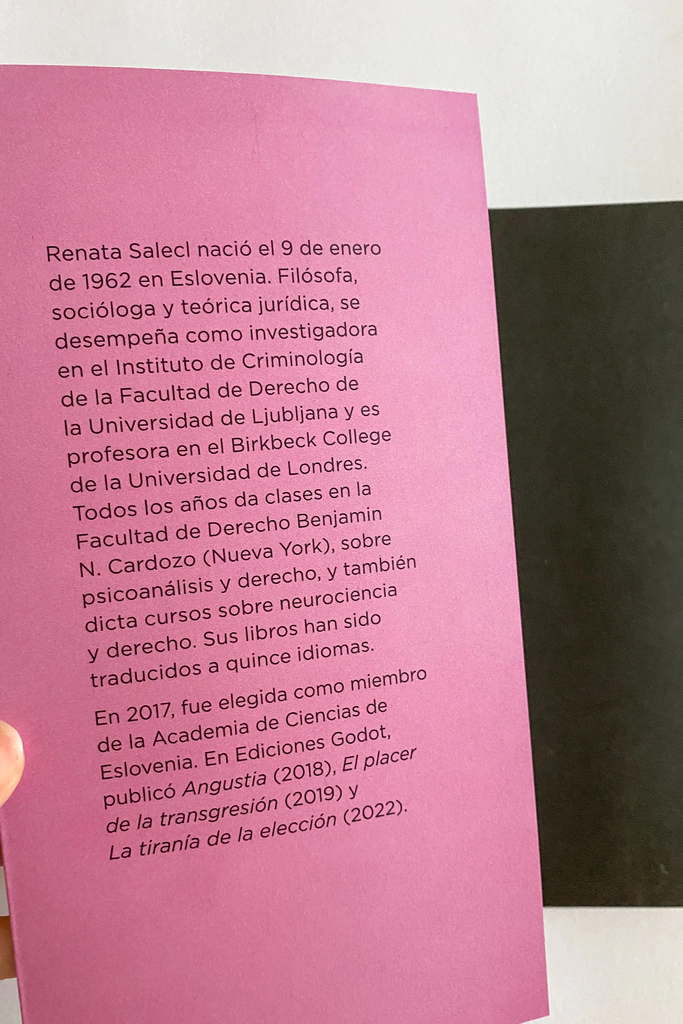 Renata Salecl nació el 9 de enero
de 1962 en Eslovenia. Filósofa,
socióloga y teórica jurídica, se
desempeña como investigadora
en el Instituto de Criminología
de la Facultad de Derecho de
la Universidad de Ljubljana y es
profesora en el Birkbeck College
de la Universidad de Londres.
Todos los años da clases en la
Facultad de Derecho Benjamin
N. Cardozo (Nueva York), sobre
psicoanálisis y derecho, y también
dicta cursos sobre neurociencia
y derecho. Sus libros han sido
traducidos a quince idiomas.
En 2017, fue elegida como miembro
de la Academia de Ciencias de
Eslovenia. En Ediciones Godot,
publicó Angustia (2018), El placer
de la transgresión (2019) y
La tiranía de la elección (2022).